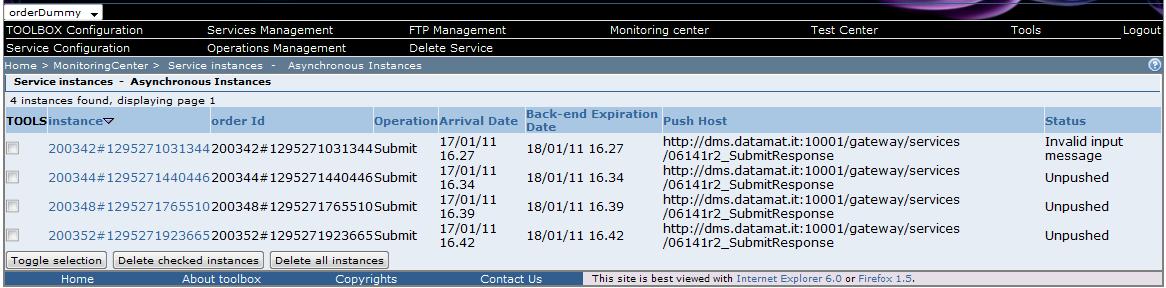 orderDummy
TOOLBOX Configuration Services Management FTP Management Monitoring center Test Center Tools Logout
Service Configuration Operations Management Delete Service
Home > MonitoringCenter > Service instances - Asynchronous Instances
Service instances - Asynchronous Instances
4 instances found, displaying page 1
TOOLS instance order Id Operation Arrival Date Back-end Expiration Date Push Host Status
200342#1295271031344 200342#1295271031344 Submit 17/01/11 16.27 18/01/11 16.27 http://dms.datamat.it:10001/gateway/services/06141r2_SubmitResponse Invalid input message
200344#1295271440446 200344#1295271440446 Submit 17/01/11 16.34 18/01/11 16.34 http://dms.datamat.it:10001/gateway/services/06141r2_SubmitResponse Unpushed
200348#1295271765510 200348#1295271765510 Submit 17/01/11 16.39 18/01/11 16.39 http://dms.datamat.it:10001/gateway/services/06141r2_SubmitResponse Unpushed
200352#1295271923665 200352#1295271923665 Submit 17/01/11 16.42 18/01/11 16.42 http://dms.datamat.it:10001/gateway/services/06141r2_SubmitResponse Unpushed
Toggle selection Delete checked instances Delete all instances
Home About toolbox Copyrights Contact Us This site is best viewed with Internet Explorer 6.0 or Firefox 1.5.